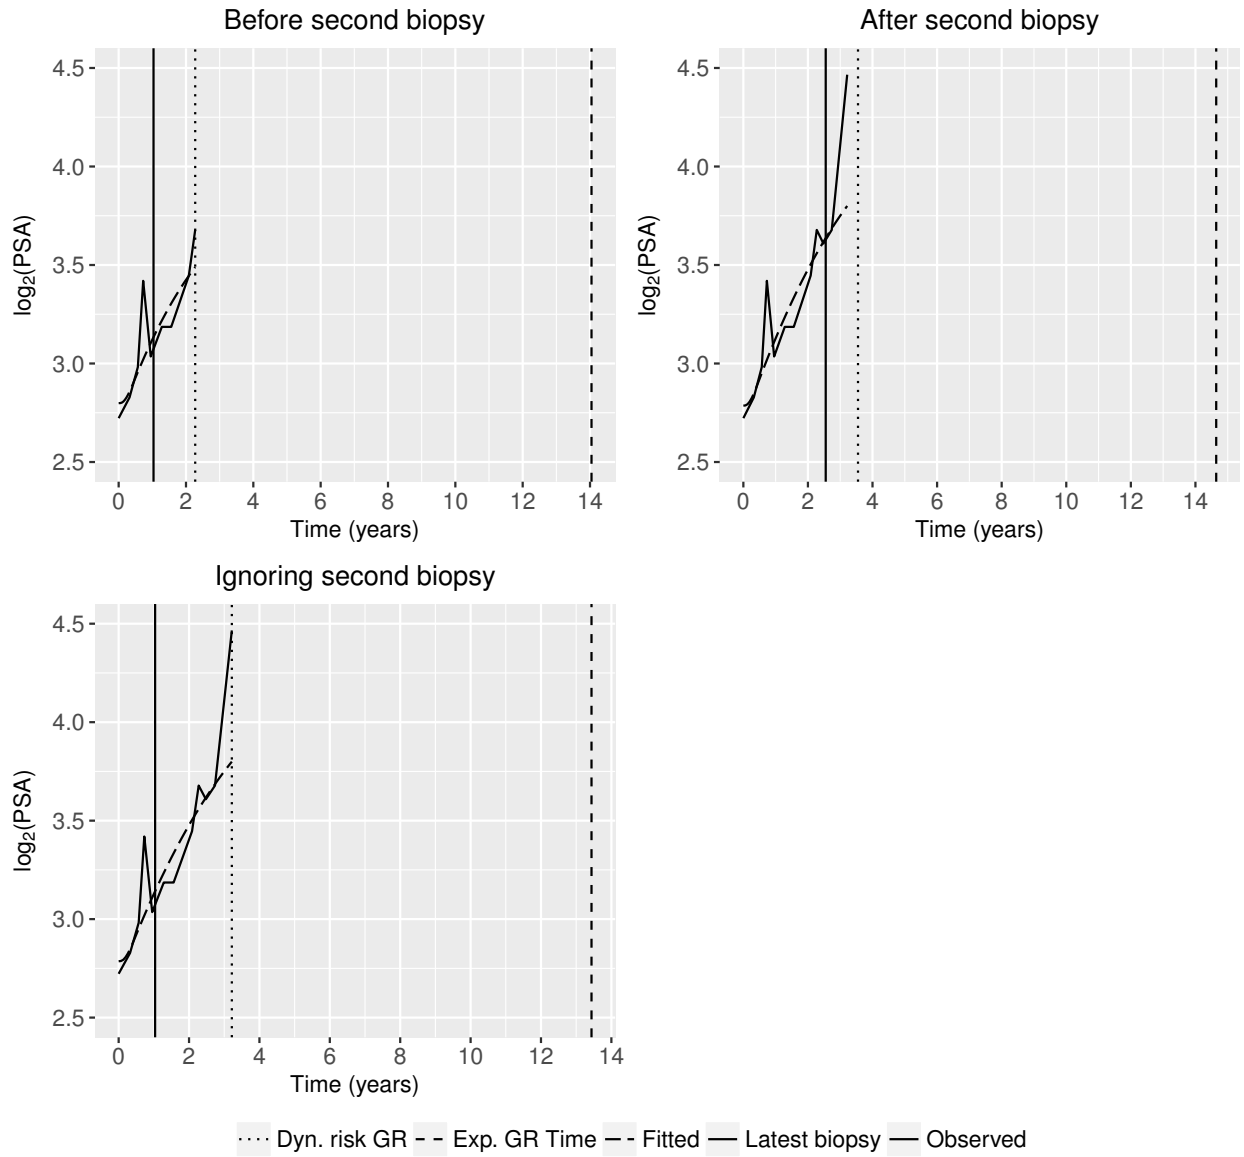 Before second biopsy
4.5
4.0
3.5
3.0
2.5
log₂(PSA)
0 2 4 6 8 10 12 14
Time (years)
After second biopsy
4.5
4.0
3.5
3.0
2.5
log₂(PSA)
0 2 4 6 8 10 12 14
Time (years)
Ignoring second biopsy
4.5
4.0
3.5
3.0
2.5
log₂(PSA)
0 2 4 6 8 10 12 14
Time (years)
Dyn. risk GR Exp. GR Time Fitted Latest biopsy Observed